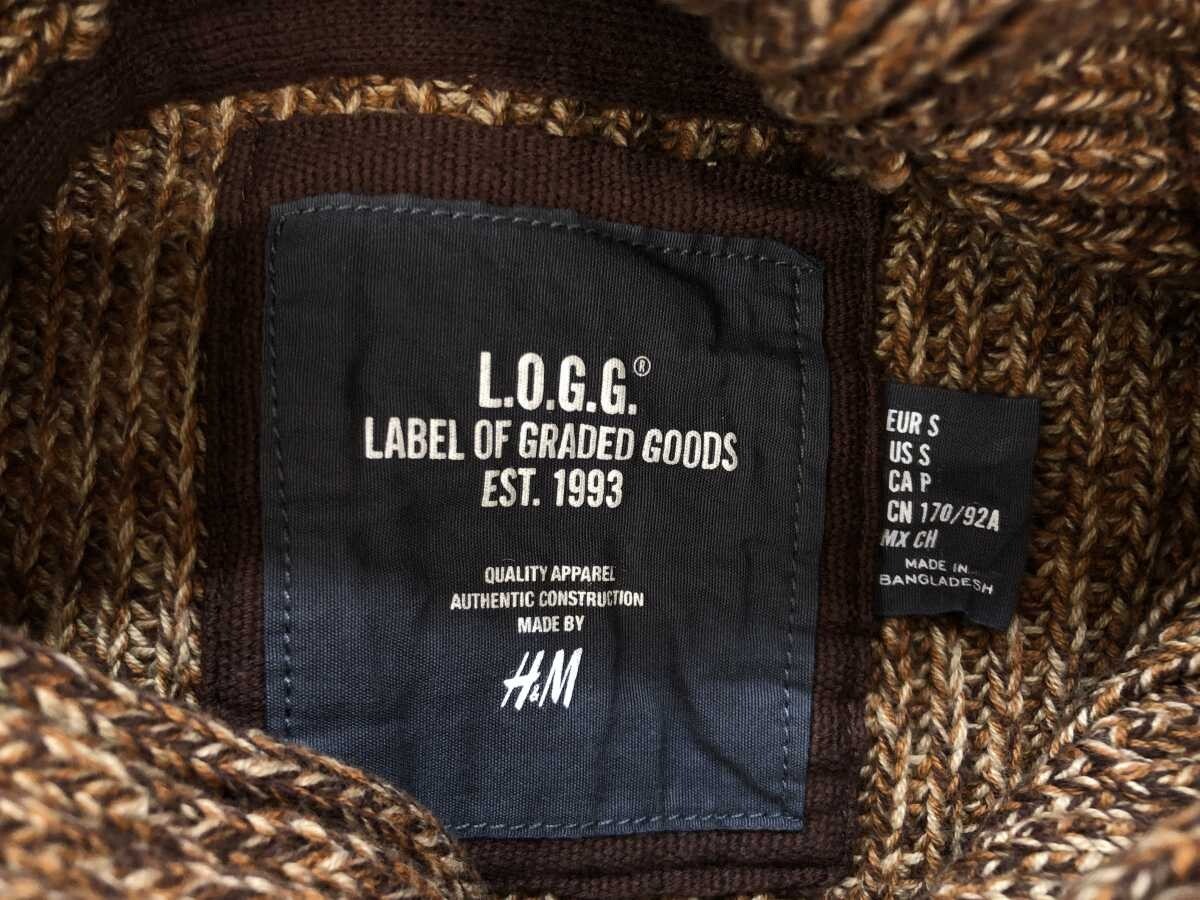 L.O.G.G.®
LABEL OF GRADED GOODS
EST. 1993
QUALITY APPAREL
AUTHENTIC CONSTRUCTION
MADE BY
H&M
EUR S
US S
CA P
CN 170/92A
MX CH
MADE IN
BANGLADESH